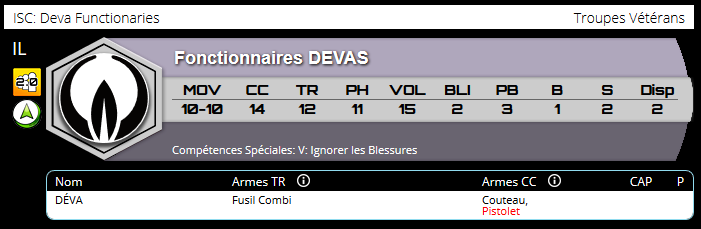 ISC: Deva Functionaries Troupes Vétérans
IL
Fonctionnaires DEVAS
2:0
MOV CC TR PH VOL BLI PB B S Disp
10-10 14 12 11 15 2 3 1 2 2
Compétences Spéciales: V: Ignorer les Blessures
Nom Armes TR Armes CC CAP P
DÉVA Fusil Combi Couteau,
Pistolet